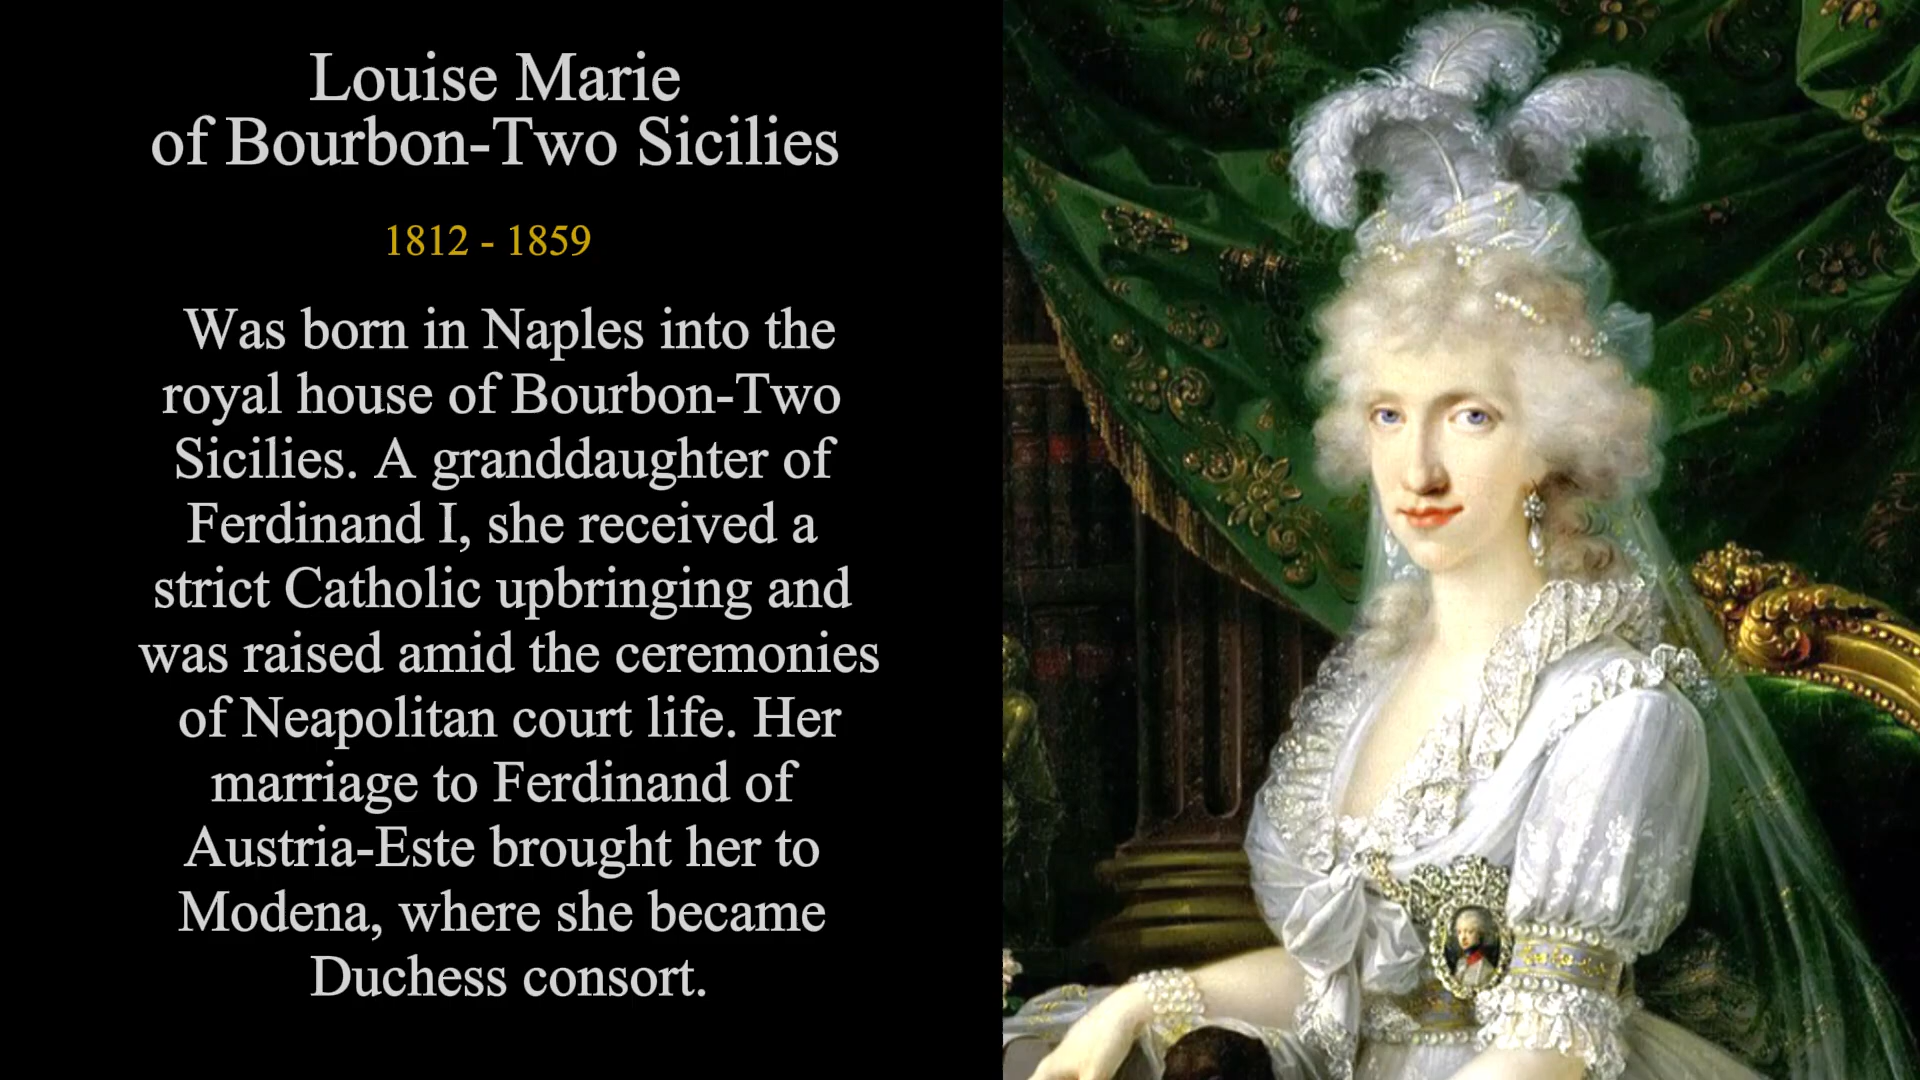 Louise Marie
of Bourbon-Two Sicilies
1812 - 1859
Was born in Naples into the
royal house of Bourbon-Two
Sicilies. A granddaughter of
Ferdinand I, she received a
strict Catholic upbringing and
was raised amid the ceremonies
of Neapolitan court life. Her
marriage to Ferdinand of
Austria-Este brought her to
Modena, where she became
Duchess consort.